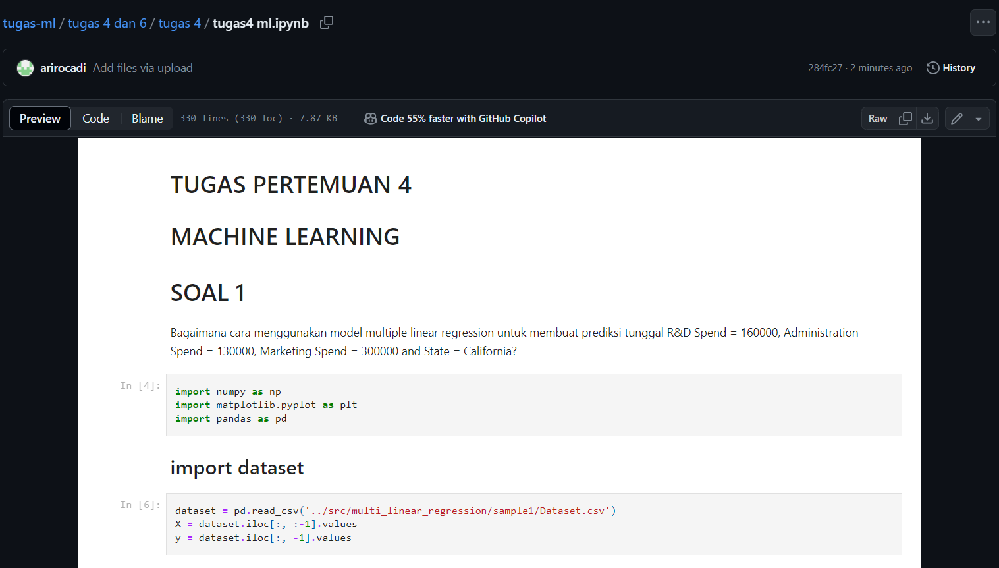 tugas-ml / tugas 4 dan 6 / tugas 4 / tugas4 ml.ipynb
arirocadi Add files via upload 284fc27 · 2 minutes ago History
Preview Code Blame 330 lines (330 loc) · 7.87 KB Code 55% faster with GitHub Copilot Raw
TUGAS PERTEMUAN 4
MACHINE LEARNING
SOAL 1
Bagaimana cara menggunakan model multiple linear regression untuk membuat prediksi tunggal R&D Spend = 160000, Administration
Spend = 130000, Marketing Spend = 300000 and State = California?
In [4]:
import numpy as np
import matplotlib.pyplot as plt
import pandas as pd
import dataset
In [6]:
dataset = pd.read_csv('../src/multi_linear_regression/sample1/Dataset.csv')
X = dataset.iloc[:, :-1].values
y = dataset.iloc[:, -1].values